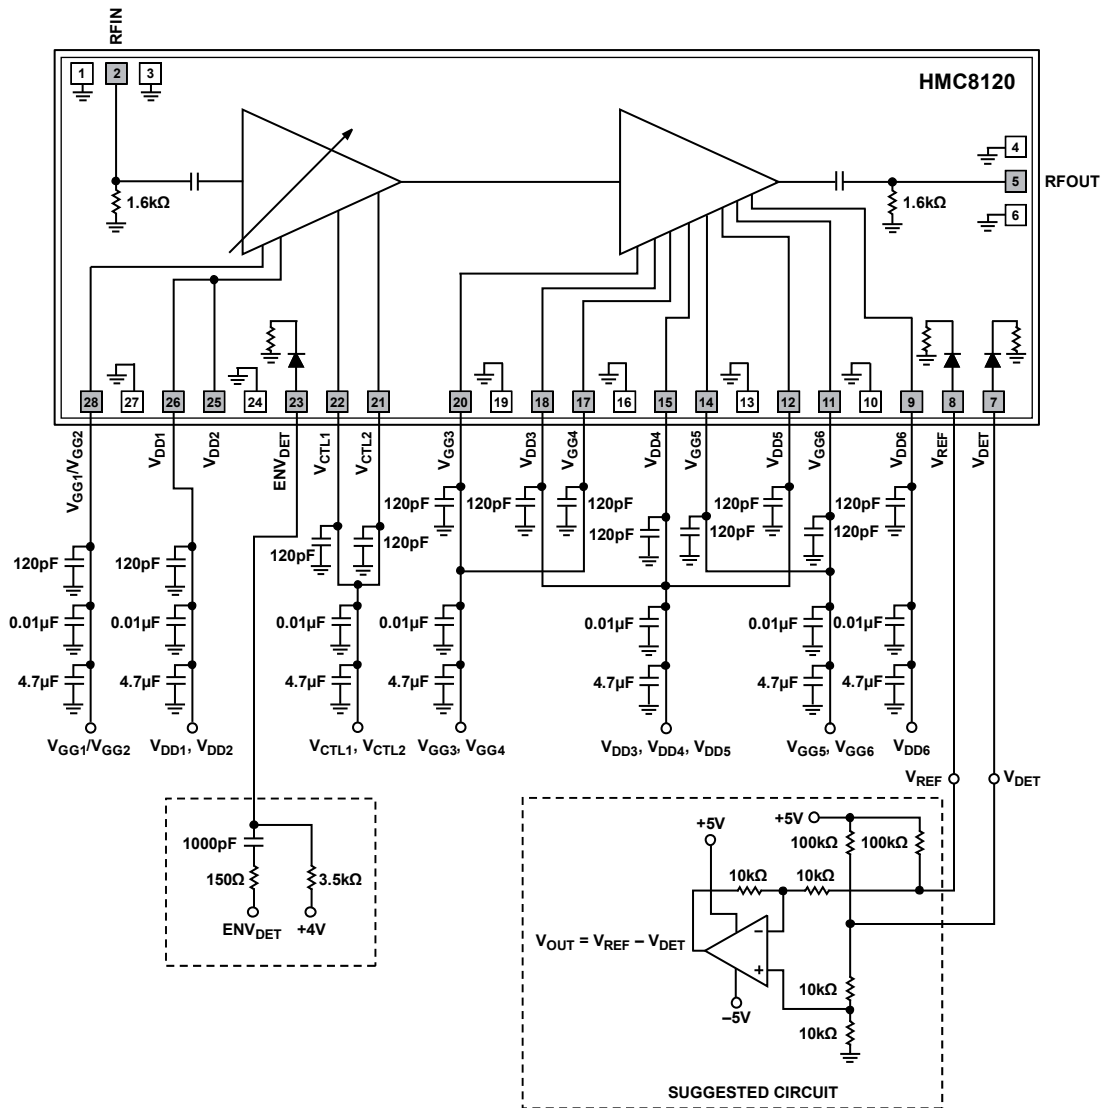 RFIN
1 2 3
HMC8120
4
5 RFOUT
6
1.6kΩ
1.6kΩ
28 27 26 25 24 23 22 21 20 19 18 17 16 15 14 13 12 11 10 9 8 7
VGG1/VGG2
VDD1
VDD2
ENVDET
VCTL1
VCTL2
VGG3
VDD3
VGG4
VDD4
VGG5
VDD5
VGG6
VDD6
VREF
VDET
120pF 120pF 120pF 120pF 120pF
120pF 120pF 120pF 120pF 120pF
120pF 120pF
0.01µF 0.01µF 0.01µF 0.01µF 0.01µF 0.01µF 0.01µF
4.7µF 4.7µF 4.7µF 4.7µF 4.7µF 4.7µF 4.7µF
VGG1/VGG2
VDD1, VDD2
VCTL1, VCTL2
VGG3, VGG4
VDD3, VDD4, VDD5
VGG5, VGG6
VDD6
VREF
VDET
1000pF
150Ω
3.5kΩ
ENVDET
+4V
+5V
+5V
100kΩ 100kΩ
10kΩ 10kΩ
–
VOUT = VREF – VDET
+
–5V
10kΩ
10kΩ
SUGGESTED CIRCUIT